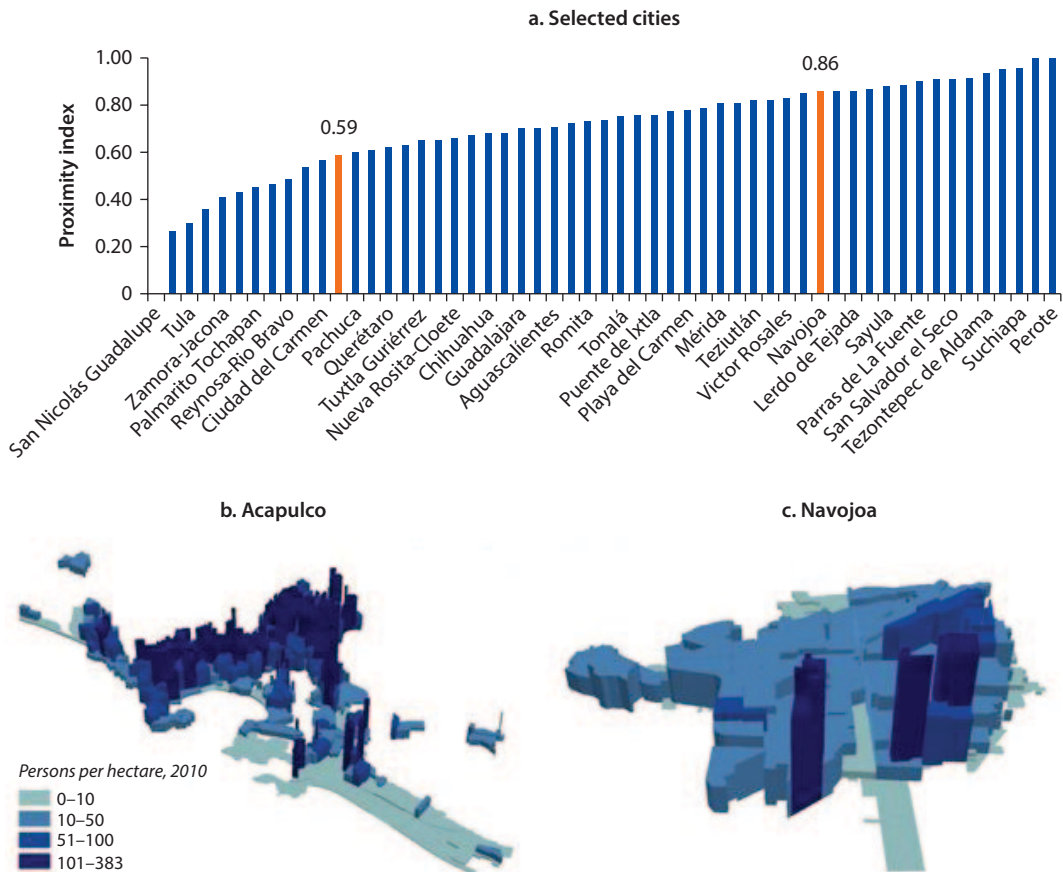 a. Selected cities
Proximity index
1.00
0.80
0.60
0.40
0.20
0
0.59
0.86
San Nicolás Guadalupe
Tula
Zamora-Jacona
Palmarito Tochapan
Reynosa-Río Bravo
Ciudad del Carmen
Pachuca
Querétaro
Tuxtla Guriérrez
Nueva Rosita-Cloete
Chihuahua
Guadalajara
Aguascalientes
Romita
Tonalá
Puente de Ixtla
Playa del Carmen
Mérida
Teziutlán
Victor Rosales
Navojoa
Lerdo de Tejada
Sayula
Parras de La Fuente
San Salvador el Seco
Tezontepec de Aldama
Suchiapa
Perote
b. Acapulco
c. Navojoa
Persons per hectare, 2010
0–10
10–50
51–100
101–383